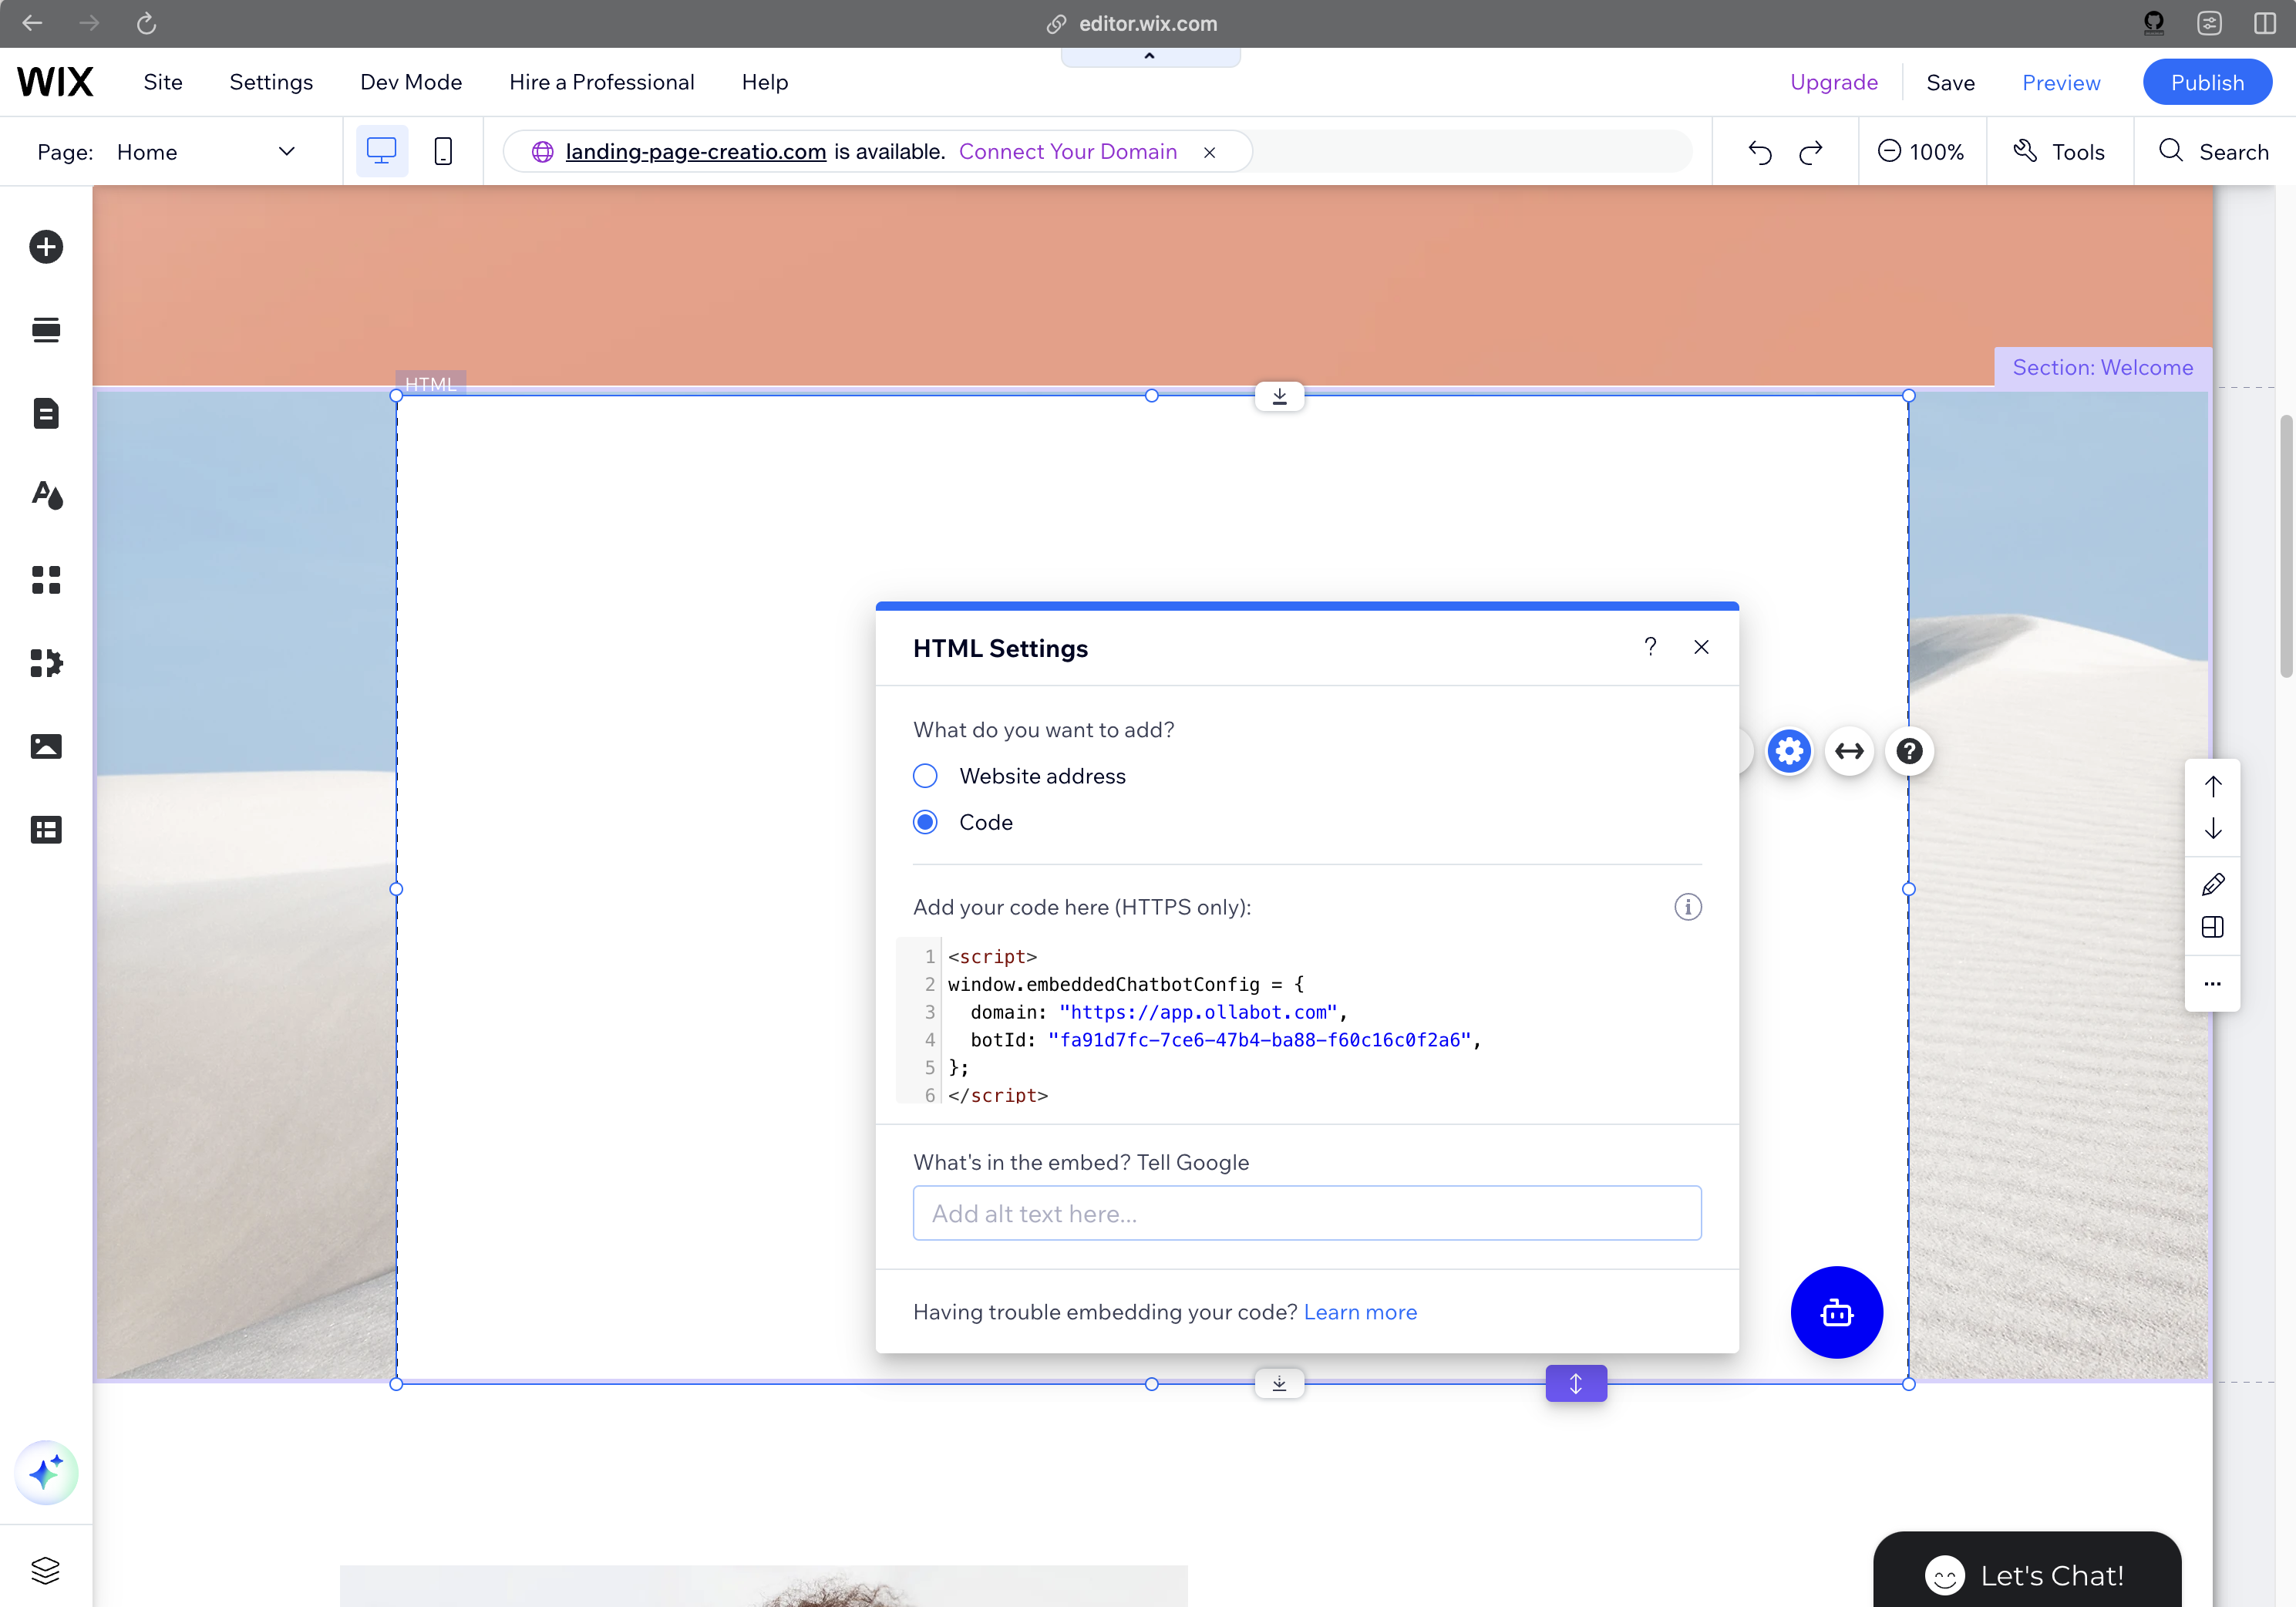 editor.wix.com
WIX Site Settings Dev Mode Hire a Professional Help Upgrade Save Preview Publish
Page: Home landing-page-creatio.com is available. Connect Your Domain 100% Tools Search
Section: Welcome
HTML
HTML Settings
What do you want to add?
Website address
Code
Add your code here (HTTPS only):
1 <script>
2 window.embeddedChatbotConfig = {
3 domain: "https://app.ollabot.com",
4 botId: "fa91d7fc-7ce6-47b4-ba88-f60c16c0f2a6",
5 };
6 </script>
What's in the embed? Tell Google
Add alt text here...
Having trouble embedding your code? Learn more
Let's Chat!